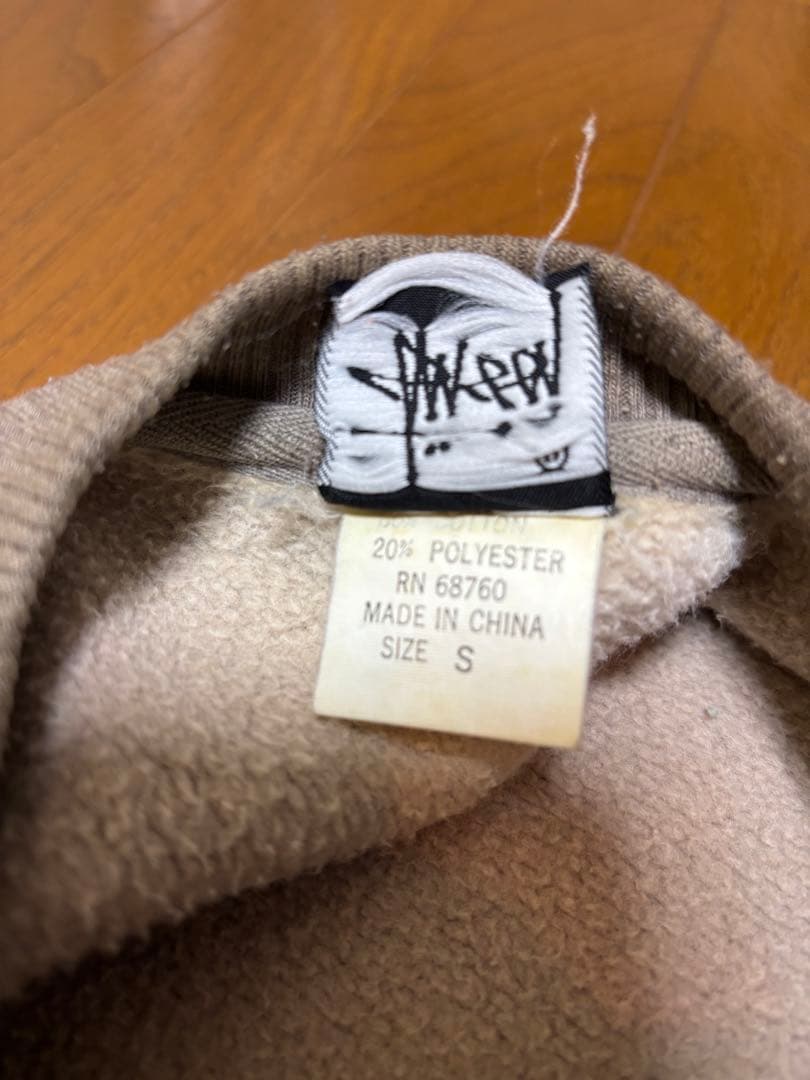 COTTON
20% POLYESTER
RN 68760
MADE IN CHINA
SIZE S